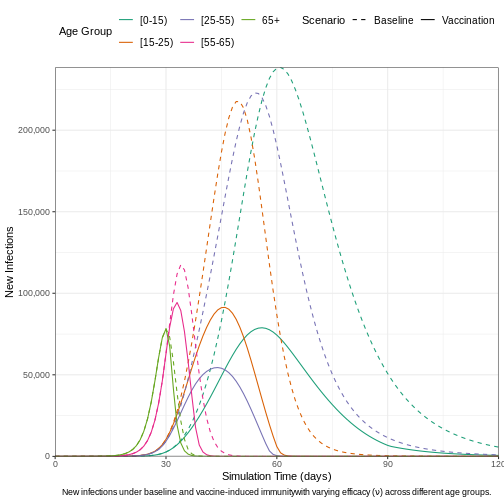 Age Group
[0-15)
[25-55)
65+
[15-25)
[55-65)
Scenario
Baseline
Vaccination
New Infections
200,000
150,000
100,000
50,000
0
0
30
60
90
120
Simulation Time (days)
New infections under baseline and vaccine-induced immunitywith varying efficacy (ν) across different age groups.